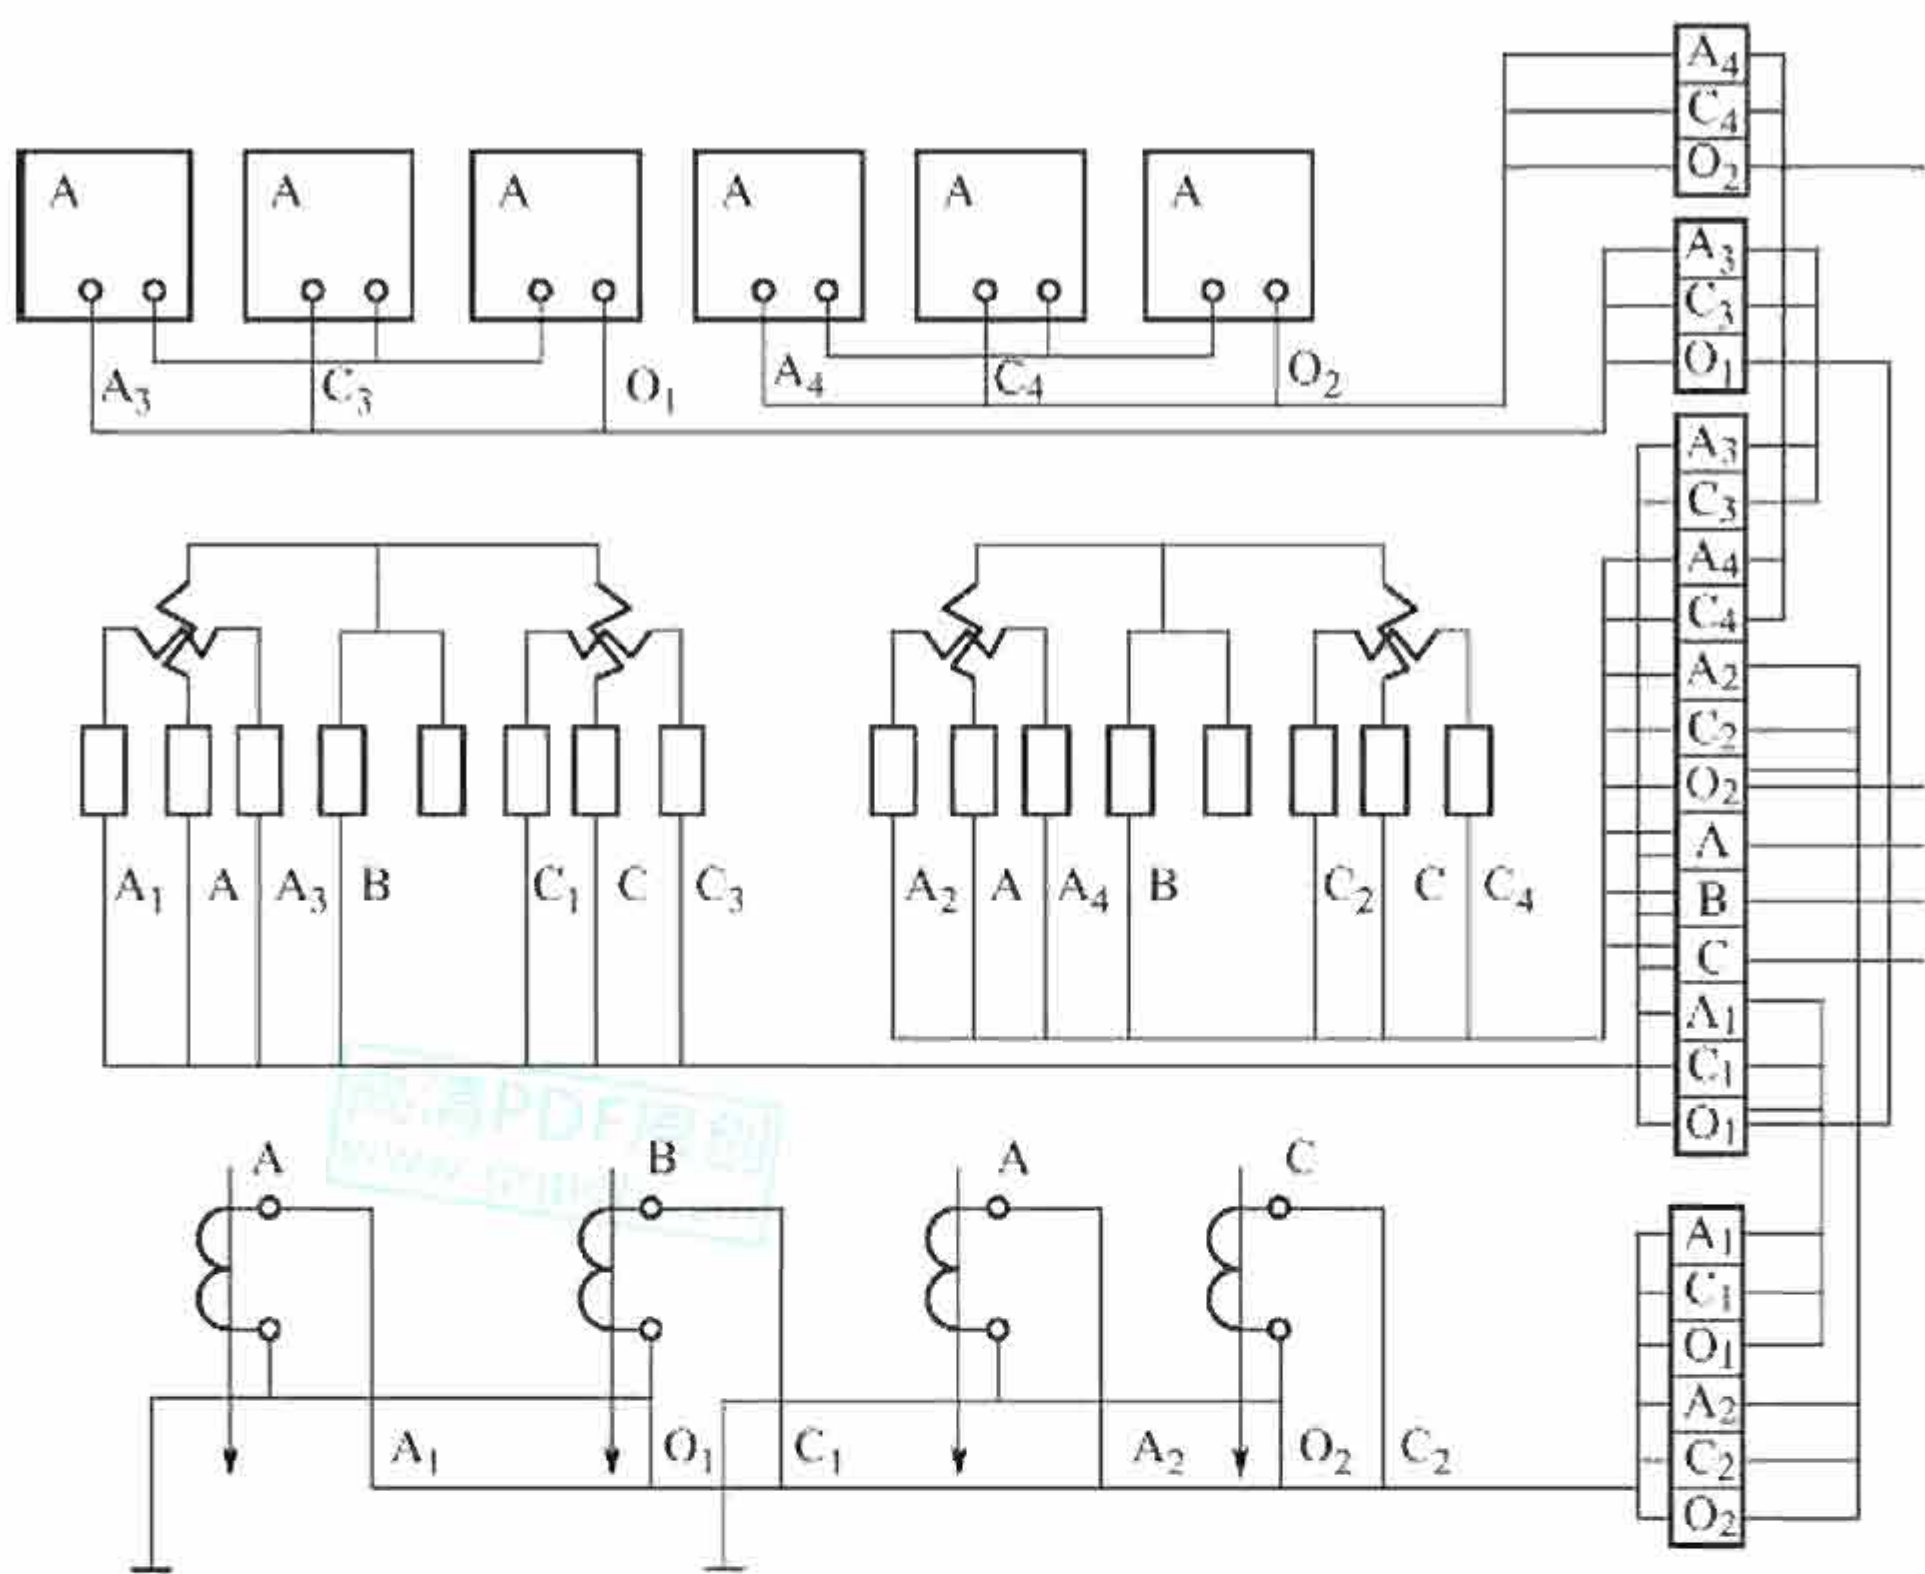 A A A A A A
A₃ C₃ O₁ A₄ C₄ O₂
A₁ A A₃ B C₁ C C₃ A₂ A A₄ B C₂ C C₄
A B A C
A₁ O₁ C₁ A₂ O₂ C₂
A₄
C₄
O₂
A₃
C₃
O₁
A₃
C₃
A₄
C₄
A₂
C₂
O₂
A
B
C
A₁
C₁
O₁
A₁
C₁
O₁
A₂
C₂
O₂